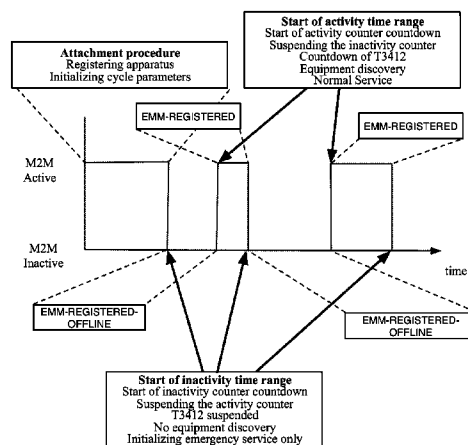 Start of activity time range
Start of activity counter countdown
Suspending the inactivity counter
Countdown of T3412
Equipment discovery
Normal Service
Attachment procedure
Registering apparatus
Initializing cycle parameters
EMM-REGISTERED
EMM-REGISTERED
M2M
Active
M2M
Inactive
time
EMM-REGISTERED-
OFFLINE
EMM-REGISTERED-
OFFLINE
Start of inactivity time range
Start of inactivity counter countdown
Suspending the activity counter
T3412 suspended
No equipment discovery
Initializing emergency service only